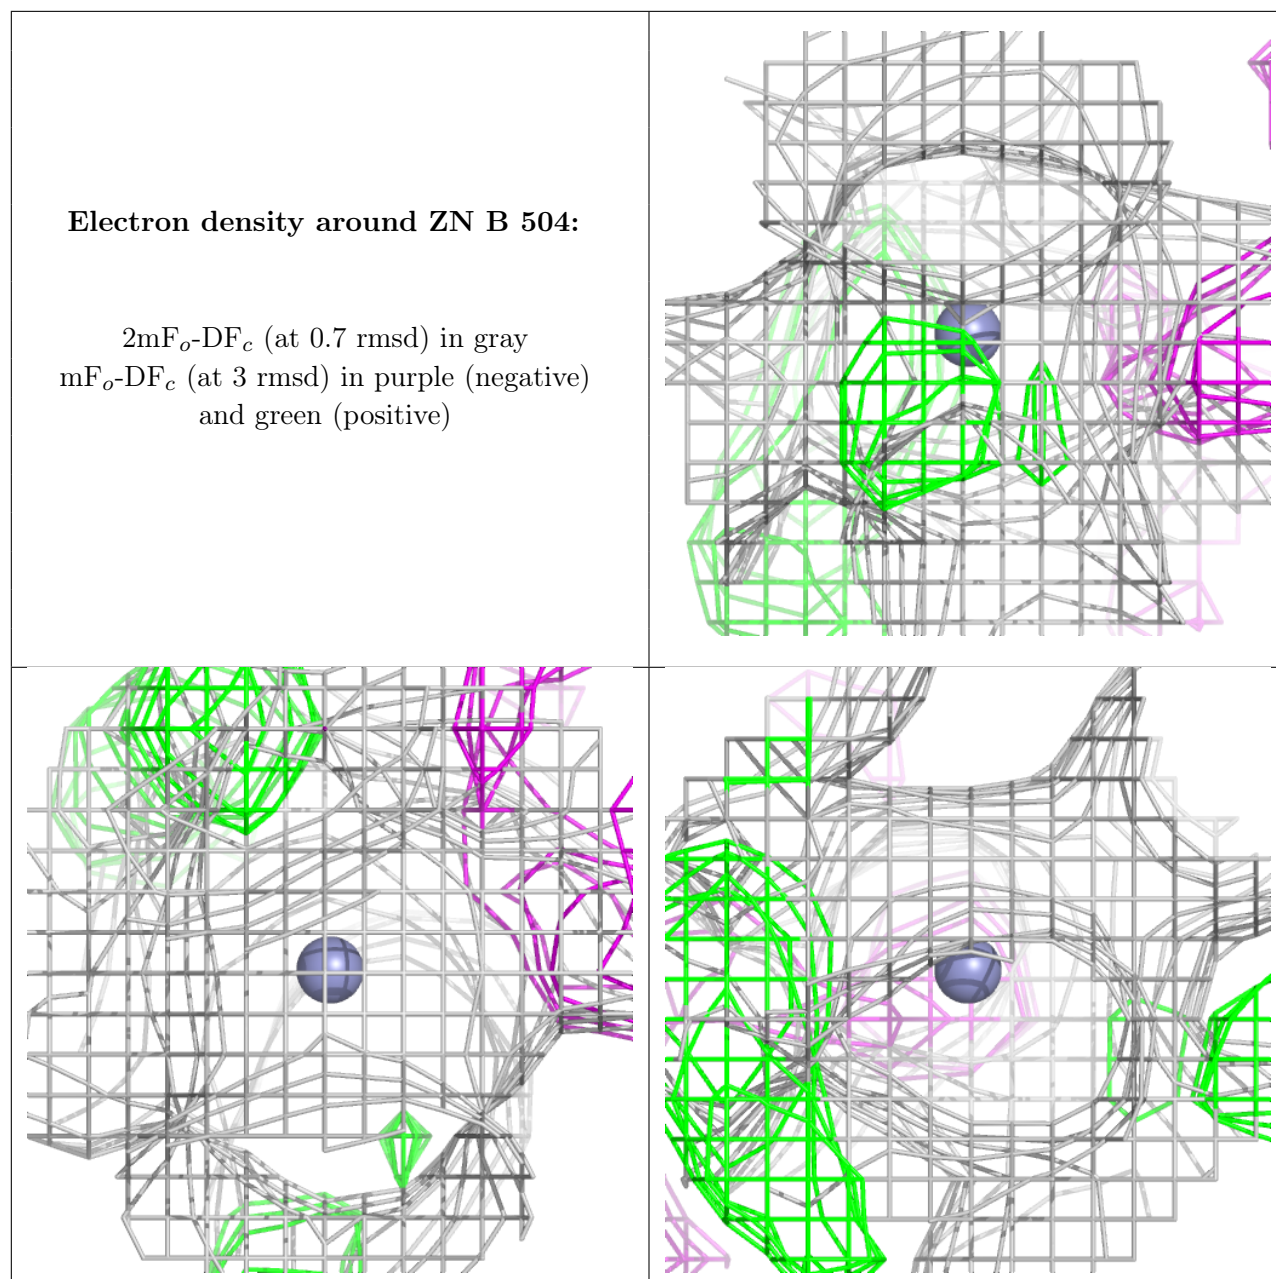 Electron density around ZN B 504:
2mFo-DFc (at 0.7 rmsd) in gray
mFo-DFc (at 3 rmsd) in purple (negative)
and green (positive)